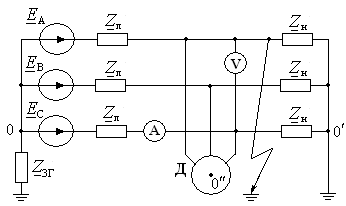 E_A Z_л Z_н
V
E_B Z_л Z_н
E_C Z_л A Z_н
0 0′
Д 0″
Z_ЗГ